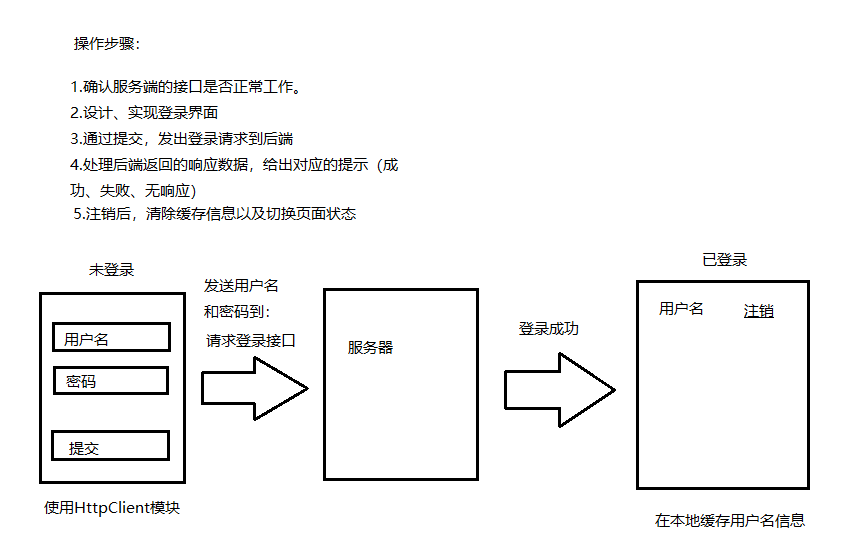 操作步骤：
1.确认服务端的接口是否正常工作。
2.设计、实现登录界面
3.通过提交，发出登录请求到后端
4.处理后端返回的响应数据，给出对应的提示（成
功、失败、无响应）
5.注销后，清除缓存信息以及切换页面状态
未登录
用户名
密码
提交
使用HttpClient模块
发送用户名
和密码到：
请求登录接口
服务器
登录成功
已登录
用户名
注销
在本地缓存用户名信息